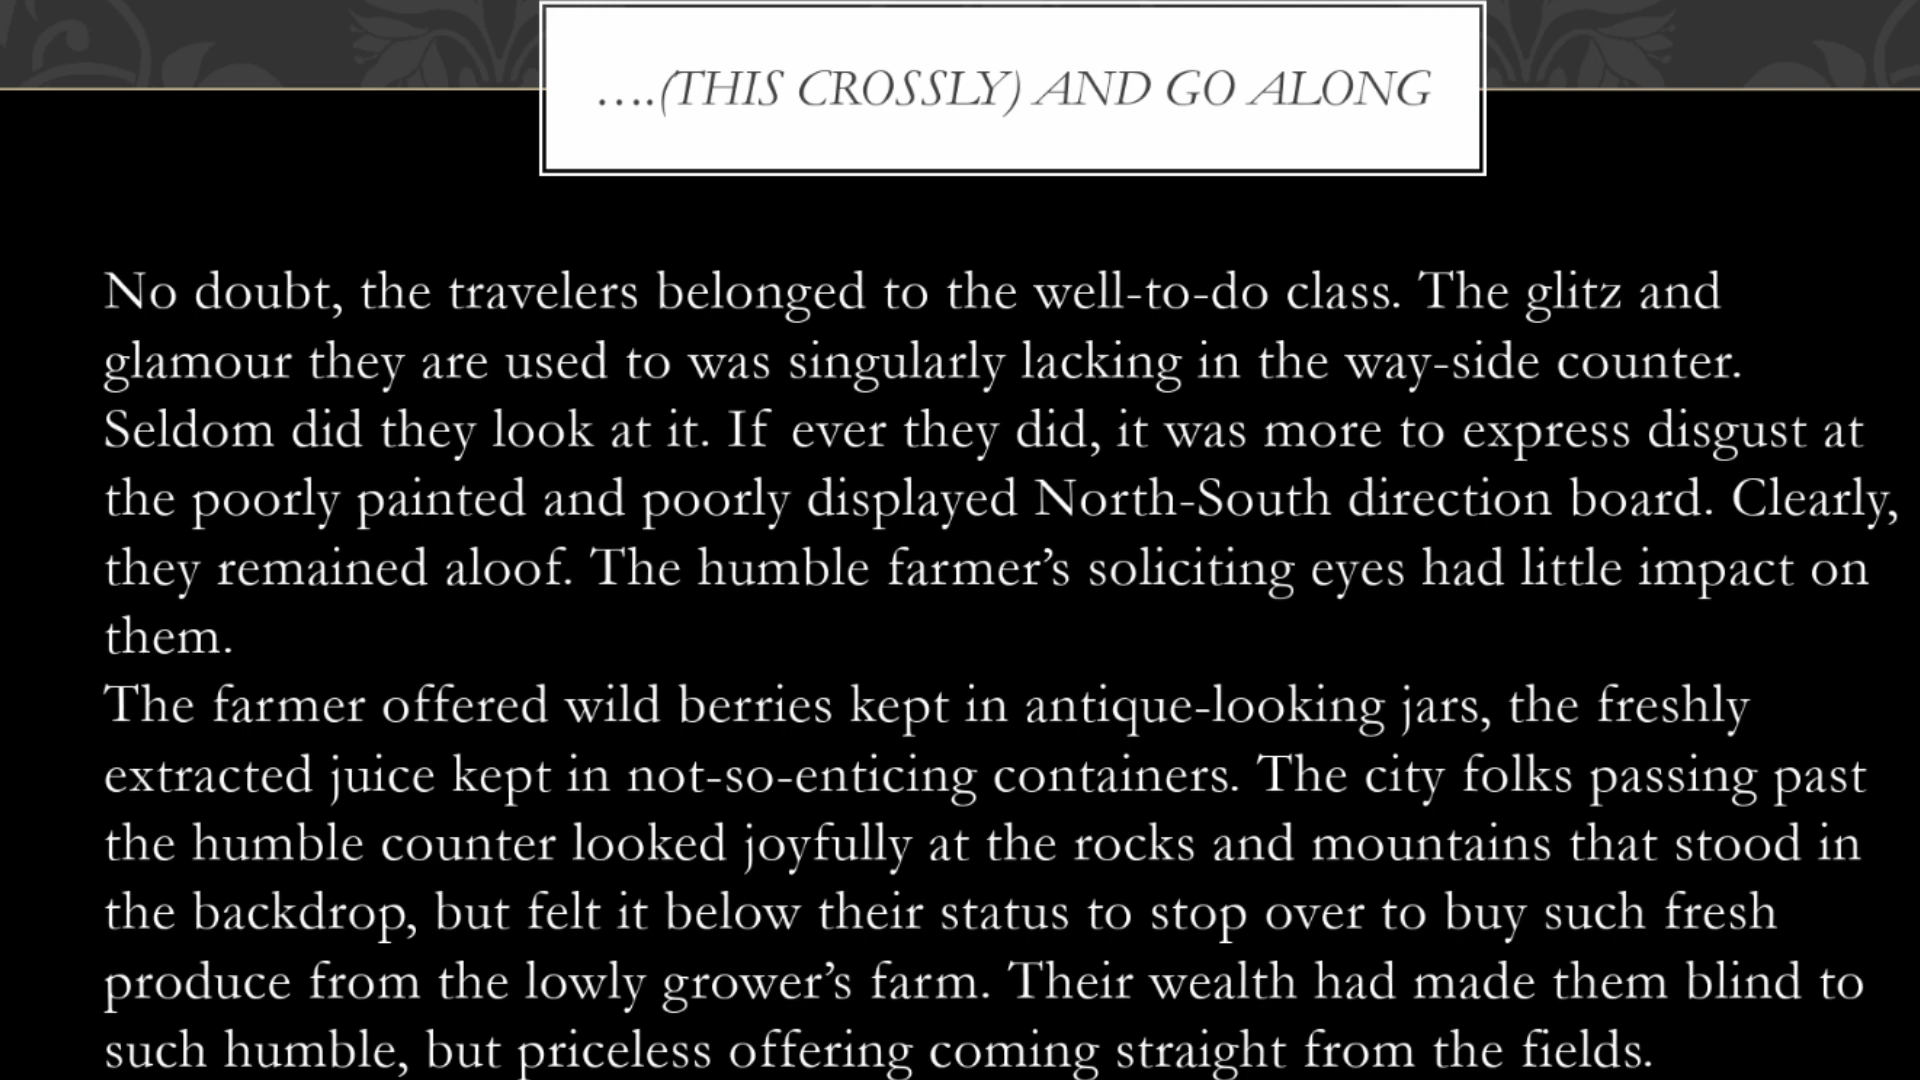 ….(THIS CROSSLY) AND GO ALONG
No doubt, the travelers belonged to the well-to-do class. The glitz and
glamour they are used to was singularly lacking in the way-side counter.
Seldom did they look at it. If ever they did, it was more to express disgust at
the poorly painted and poorly displayed North-South direction board. Clearly,
they remained aloof. The humble farmer’s soliciting eyes had little impact on
them.
The farmer offered wild berries kept in antique-looking jars, the freshly
extracted juice kept in not-so-enticing containers. The city folks passing past
the humble counter looked joyfully at the rocks and mountains that stood in
the backdrop, but felt it below their status to stop over to buy such fresh
produce from the lowly grower’s farm. Their wealth had made them blind to
such humble, but priceless offering coming straight from the fields.